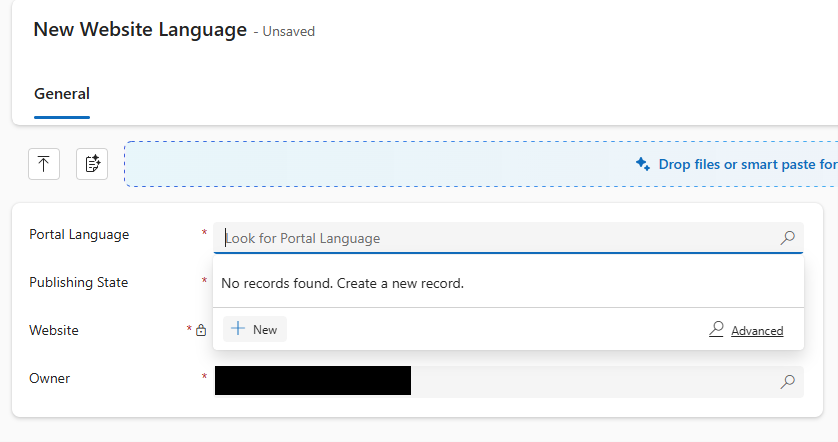 New Website Language - Unsaved
General
Drop files or smart paste for
Portal Language * Look for Portal Language
No records found. Create a new record.
Publishing State *
New Advanced
Website *
Owner *